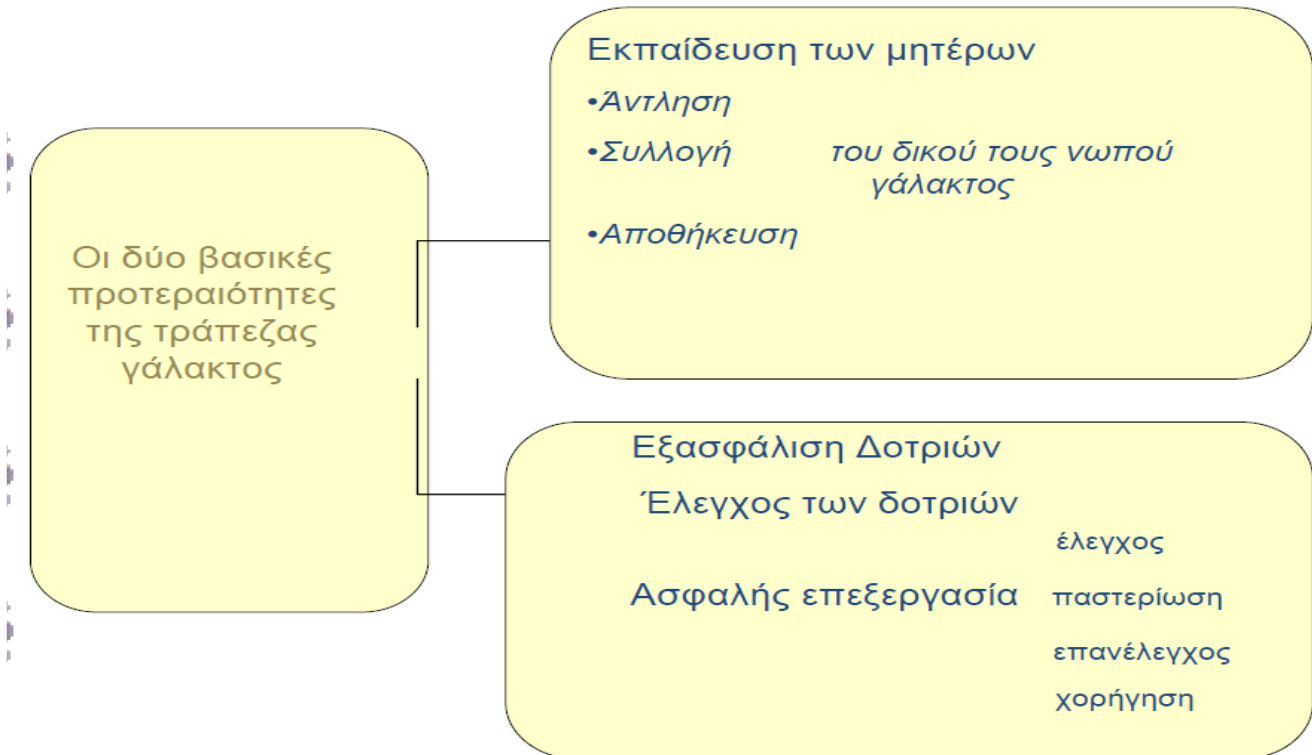 Οι δύο βασικές
προτεραιότητες
της τράπεζας
γάλακτος
Εκπαίδευση των μητέρων
•Άντληση
•Συλλογή του δικού τους νωπού
γάλακτος
•Αποθήκευση
Εξασφάλιση Δοτριών
Έλεγχος των δοτριών
έλεγχος
Ασφαλής επεξεργασία παστερίωση
επανέλεγχος
χορήγηση